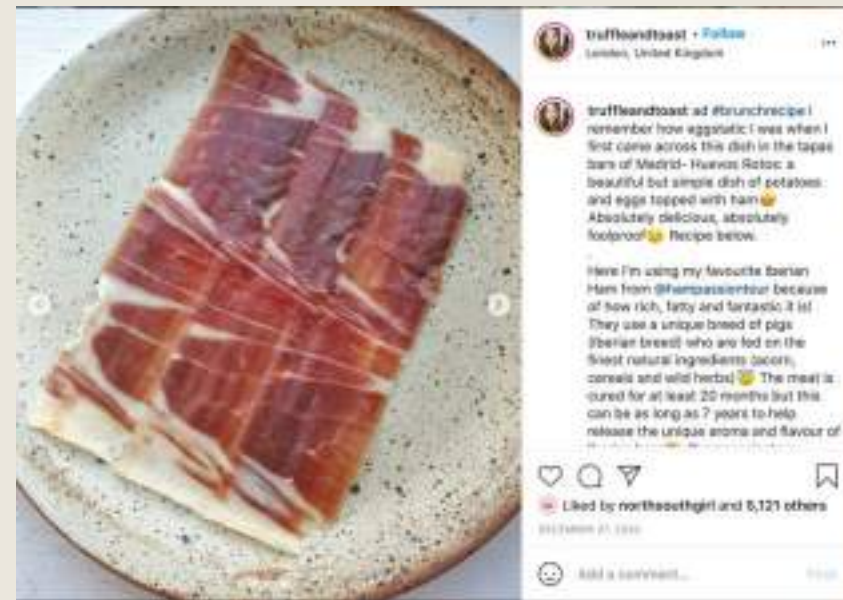 truffleandtoast • Follow
London, United Kingdom
truffleandtoast ad #brunchrecipe I
remember how eggstatic I was when I
first came across this dish in the tapas
bars of Madrid- Huevos Rotos: a
beautiful but simple dish of potatoes
and eggs topped with ham
Absolutely delicious, absolutely
foolproof Recipe below.
Here I'm using my favourite Iberian
Ham from @hampassiontour because
of how rich, fatty and fantastic it is!
They use a unique breed of pigs
(Iberian breed) who are fed on the
finest natural ingredients (acorn,
cereals and wild herbs) The meat is
cured for at least 20 months but this
can be as long as 7 years to help
release the unique aroma and flavour of
Liked by northsouthgirl and 5,121 others
DECEMBER
Add a comment...
Post